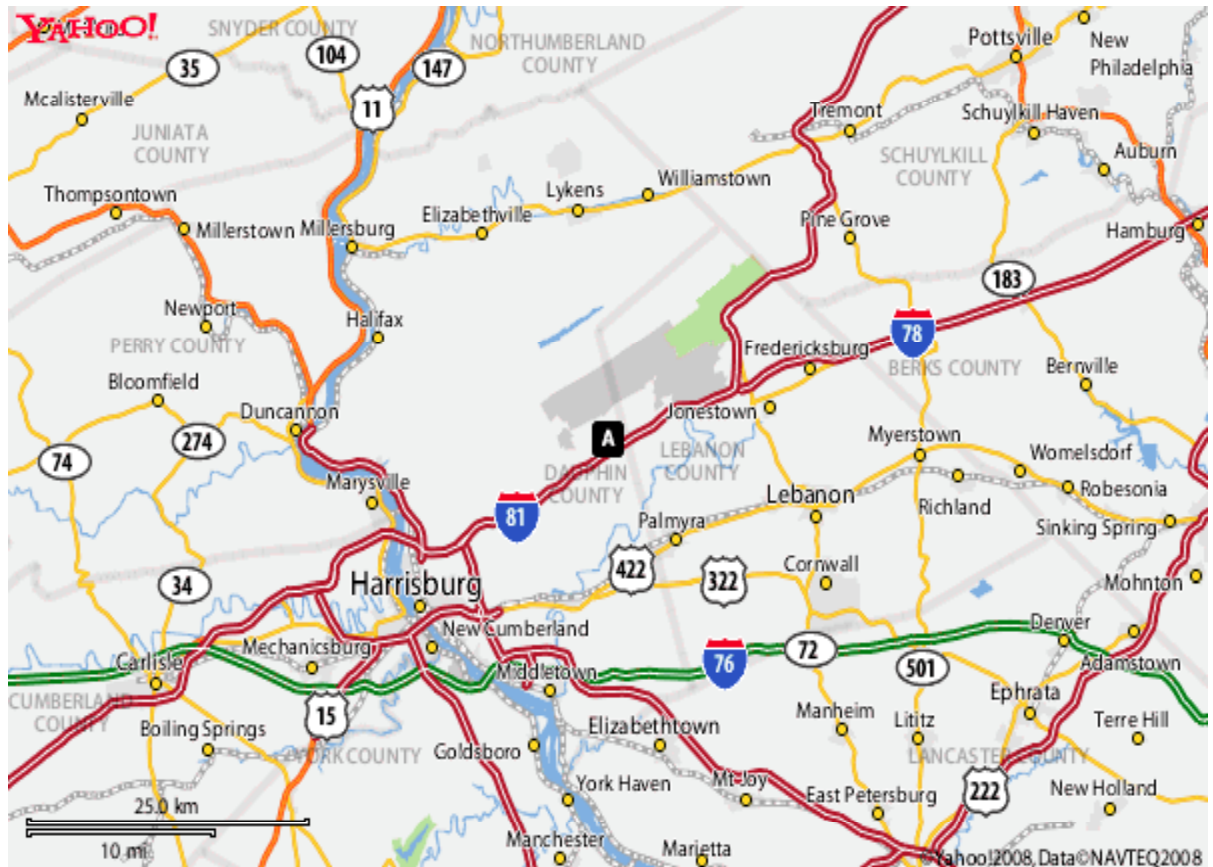 YAHOO!
SNYDER COUNTY
NORTHUMBERLAND
COUNTY
Pottsville
New
Philadelphia
35
104
147
11
Mcalisterville
Tremont
Schuylkill Haven
JUNIATA
COUNTY
SCHUYLKILL
COUNTY
Auburn
Thompsontown
Lykens
Williamstown
Millerstown
Millersburg
Elizabethville
Pine Grove
Hamburg
183
Newport
Halifax
78
PERRY COUNTY
Fredericksburg
BERKS COUNTY
Bernville
Bloomfield
Duncannon
Jonestown
274
74
A
LEBANON
COUNTY
Myerstown
Womelsdorf
DAUPHIN
COUNTY
Marysville
Lebanon
Richland
Robesonia
81
Palmyra
Sinking Spring
422
322
Cornwall
34
Harrisburg
Mohnton
New Cumberland
Denver
Mechanicsburg
Carlisle
76
72
501
Adamstown
Middletown
CUMBERLAND
COUNTY
15
Ephrata
Boiling Springs
Elizabethtown
Manheim
Lititz
Terre Hill
YORK COUNTY
Goldsboro
LANCASTER COUNTY
York Haven
Mt Joy
East Petersburg
222
New Holland
25.0 km
10 mi
Manchester
Marietta
©Yahoo!2008, Data©NAVTEQ2008